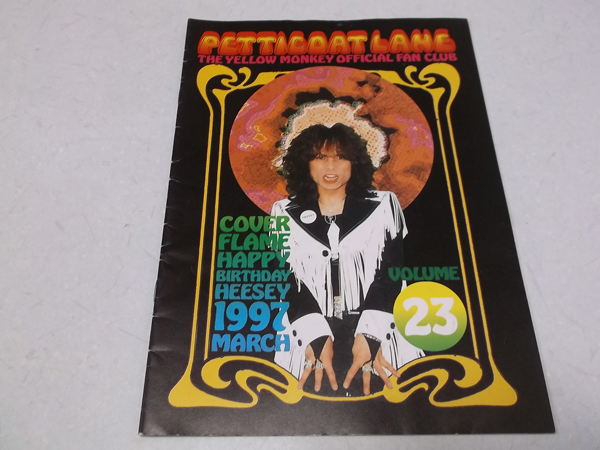 PETTICOAT LANE
THE YELLOW MONKEY OFFICIAL FAN CLUB
COVER
FLAME
HAPPY
BIRTHDAY
HEESEY
1997
MARCH
VOLUME
23